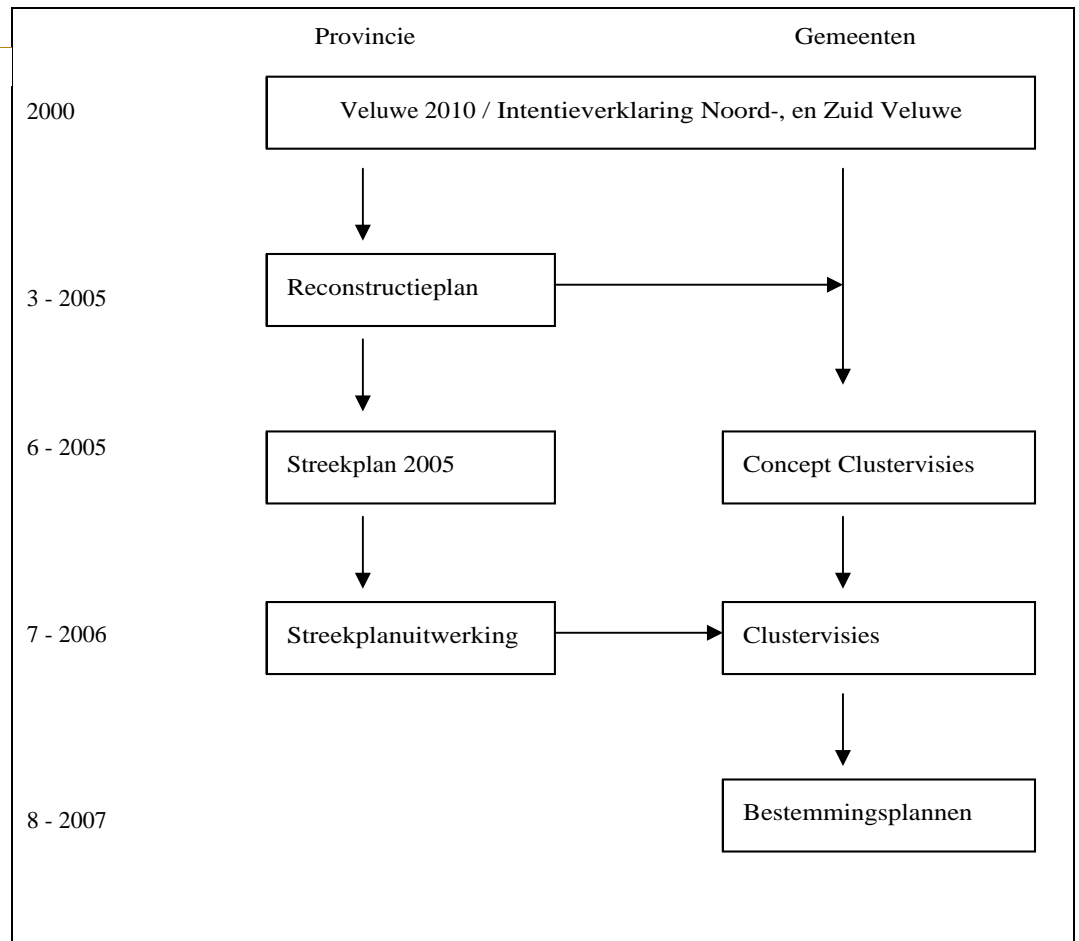 Provincie Gemeenten
2000 Veluwe 2010 / Intentieverklaring Noord-, en Zuid Veluwe
3 - 2005 Reconstructieplan
6 - 2005 Streekplan 2005 Concept Clustervisies
7 - 2006 Streekplanuitwerking Clustervisies
8 - 2007 Bestemmingsplannen